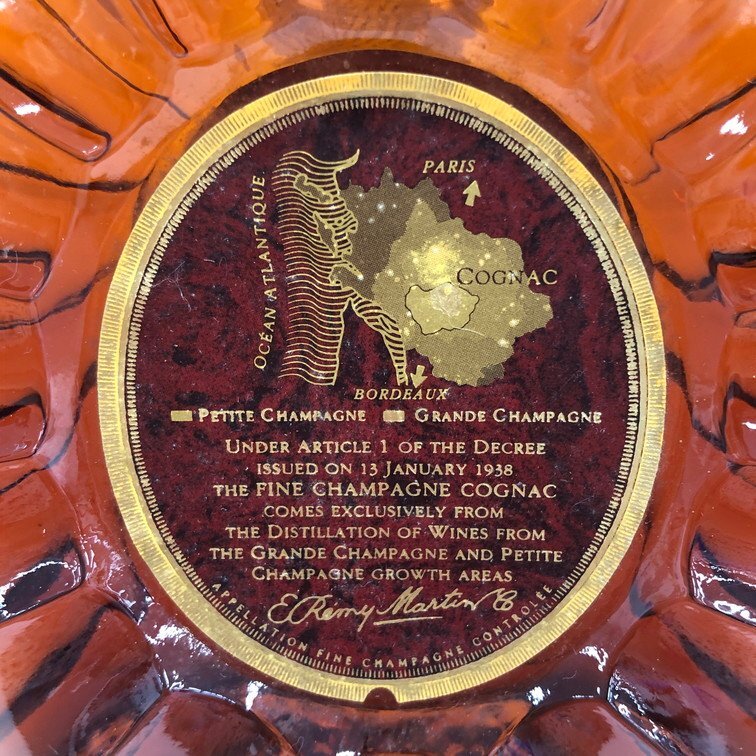 PARIS
OCÉAN ATLANTIQUE
COGNAC
BORDEAUX
PETITE CHAMPAGNE GRANDE CHAMPAGNE
UNDER ARTICLE 1 OF THE DECREE
ISSUED ON 13 JANUARY 1938
THE FINE CHAMPAGNE COGNAC
COMES EXCLUSIVELY FROM
THE DISTILLATION OF WINES FROM
THE GRANDE CHAMPAGNE AND PETITE
CHAMPAGNE GROWTH AREAS
E. Remy Martin & Co
APPELLATION FINE CHAMPAGNE CONTROLÉE